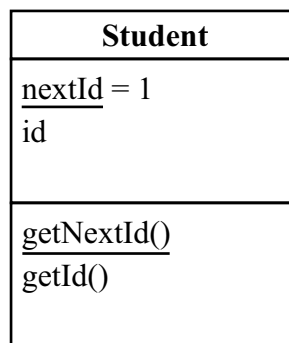 Student
nextId = 1
id
getNextId()
getId()